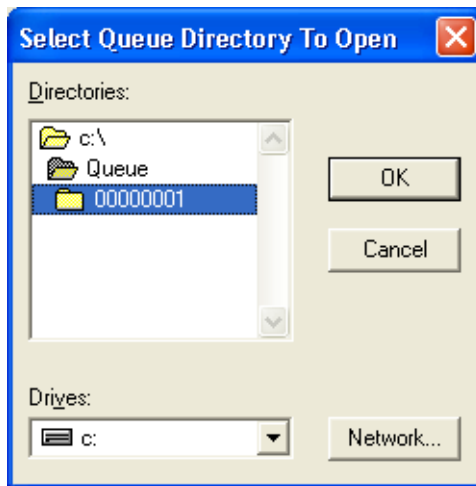 Select Queue Directory To Open
Directories:
c:\
Queue
00000001
OK
Cancel
Drives:
c:
Network...